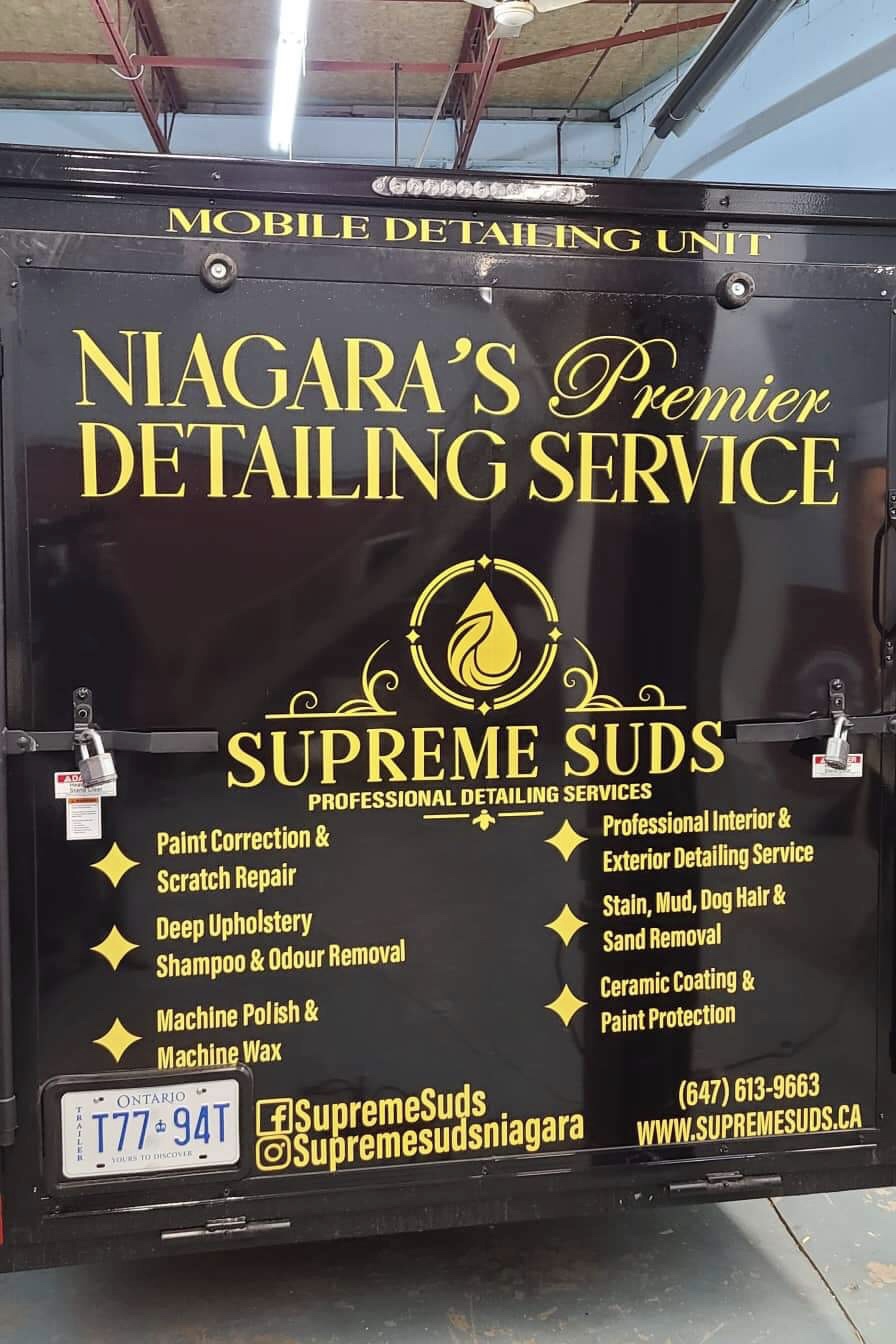 MOBILE DETAILING UNIT
NIAGARA'S Premier
DETAILING SERVICE
SUPREME SUDS
PROFESSIONAL DETAILING SERVICES
Paint Correction &
Scratch Repair
Deep Upholstery
Shampoo & Odour Removal
Machine Polish &
Machine Wax
Professional Interior &
Exterior Detailing Service
Stain, Mud, Dog Hair &
Sand Removal
Ceramic Coating &
Paint Protection
ONTARIO
TRAILER
T77 94T
YOURS TO DISCOVER
SupremeSuds
Supremesudsniagara
(647) 613-9663
WWW.SUPREMESUDS.CA